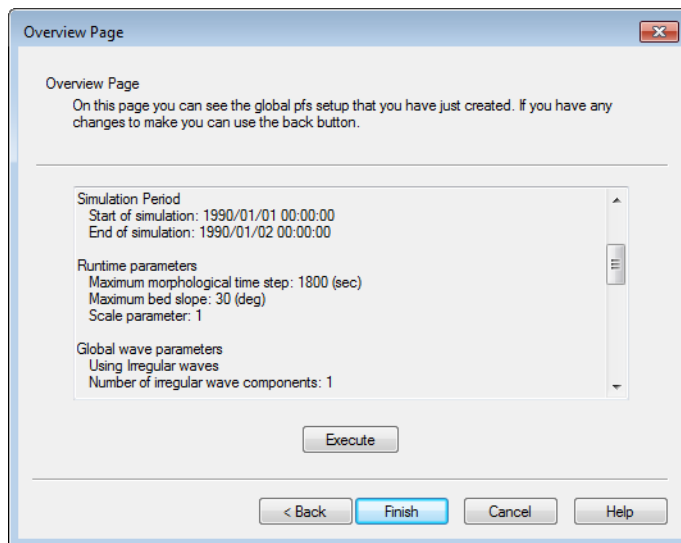 Overview Page
Overview Page
On this page you can see the global pfs setup that you have just created. If you have any
changes to make you can use the back button.
Simulation Period
Start of simulation: 1990/01/01 00:00:00
End of simulation: 1990/01/02 00:00:00
Runtime parameters
Maximum morphological time step: 1800 (sec)
Maximum bed slope: 30 (deg)
Scale parameter: 1
Global wave parameters
Using Irregular waves
Number of irregular wave components: 1
Execute
< Back Finish Cancel Help